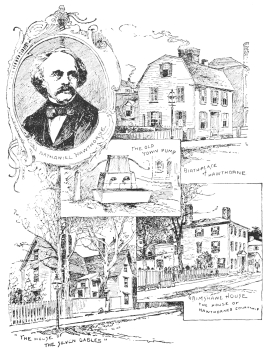 NATHANIEL HAWTHORNE
THE OLD
TOWN PUMP
BIRTHPLACE
OF HAWTHORNE
GRIMSHAWE HOUSE
THE HOUSE OF
HAWTHORNE'S COURTSHIP
"THE HOUSE OF
THE SEVEN GABLES"